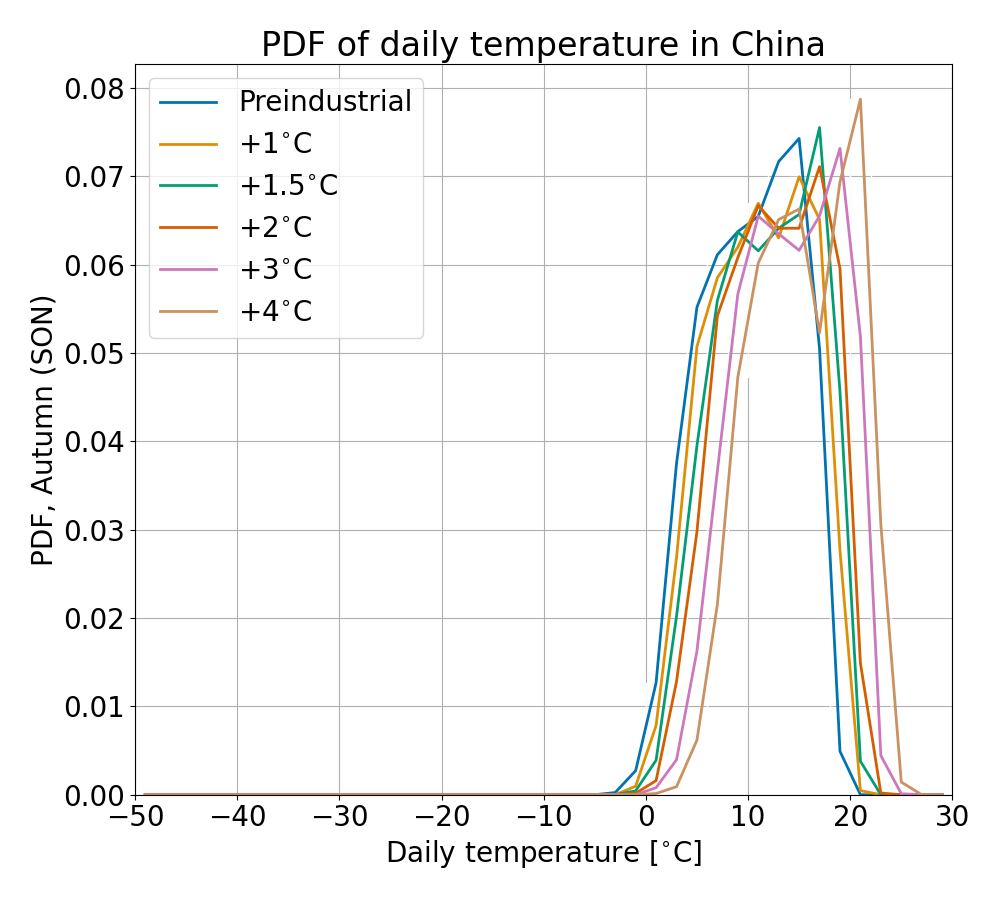 PDF of daily temperature in China
Preindustrial
+1°C
+1.5°C
+2°C
+3°C
+4°C
PDF, Autumn (SON)
0.08
0.07
0.06
0.05
0.04
0.03
0.02
0.01
0.00
−50 −40 −30 −20 −10 0 10 20 30
Daily temperature [°C]